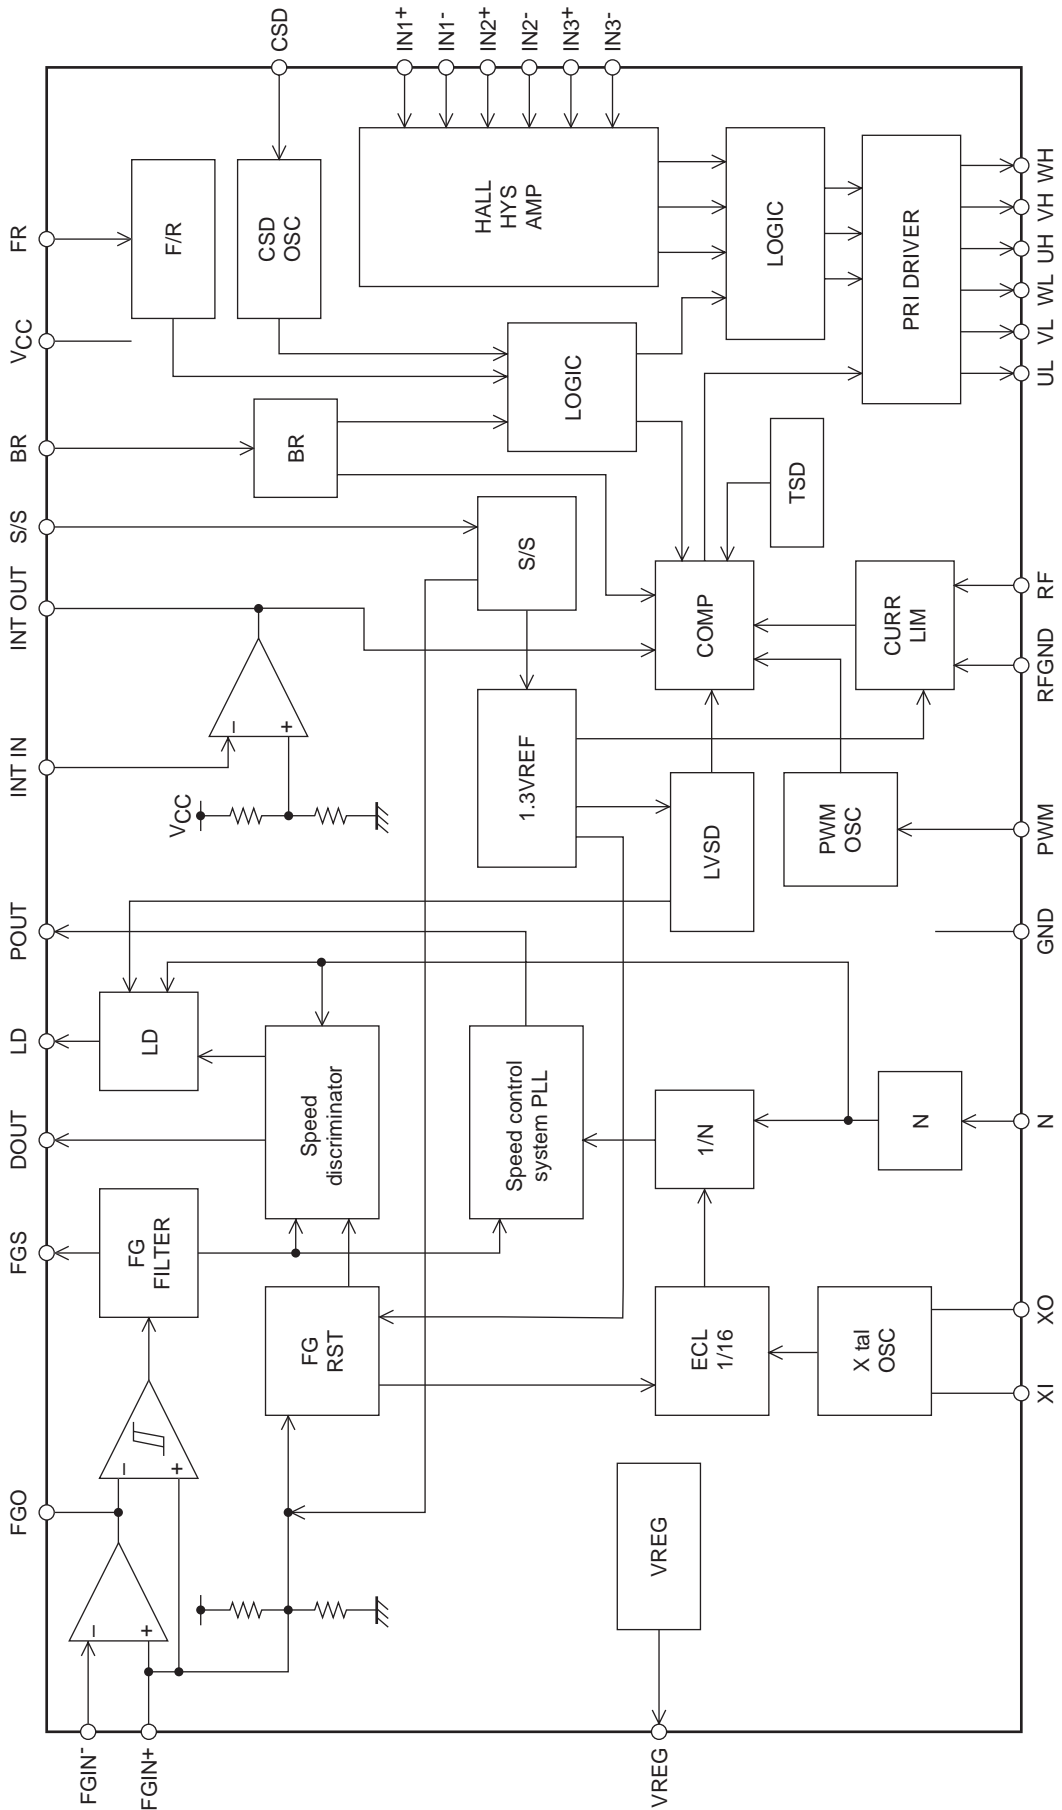 FGO
FGS
DOUT
LD
POUT
INT IN
INT OUT
S/S
BR
VCC
FR
FGIN-
FGIN+
−
+
−
+
FG
FILTER
LD
VCC
−
+
F/R
CSD
OSC
CSD
BR
FG
RST
Speed
discriminator
HALL
HYS
AMP
IN1+
IN1-
IN2+
IN2-
IN3+
IN3-
Speed control
system PLL
1.3VREF
S/S
LOGIC
VREG
VREG
ECL
1/16
1/N
LVSD
COMP
TSD
LOGIC
X tal
OSC
N
PWM
OSC
CURR
LIM
PRI DRIVER
XI
XO
N
GND
PWM
RFGND
RF
UL
VL
WL
UH
VH
WH